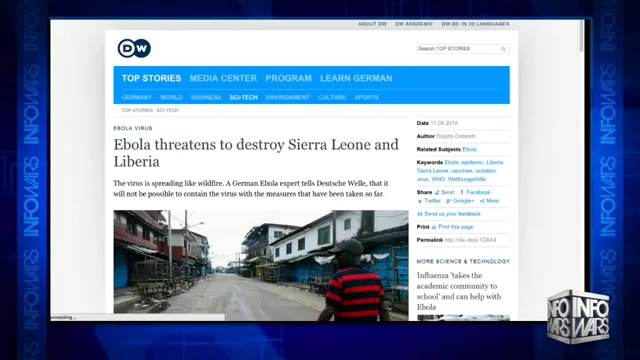 ABOUT DW DW AKADEMIE DW.DE IN 30 LANGUAGES
DW
Search TOP STORIES
TOP STORIES MEDIA CENTER PROGRAM LEARN GERMAN
GERMANY WORLD BUSINESS SCI-TECH ENVIRONMENT CULTURE SPORTS
TOP STORIES / SCI-TECH
EBOLA VIRUS
Ebola threatens to destroy Sierra Leone and
Liberia
The virus is spreading like wildfire. A German Ebola expert tells Deutsche Welle, that it
will not be possible to contain the virus with the measures that have been taken so far.
Date 11.09.2014
Author Brigitte Osterath
Related Subjects Ebola
Keywords Ebola, epidemic, Liberia,
Sierra Leone, vaccines, isolation,
virus, WHO, Welthungerhilfe
Share Send Facebook
Twitter Google+ More
Send us your feedback
Print Print this page
Permalink
MORE SCIENCE & TECHNOLOGY
Influenza 'takes the
academic community to
school' and can help with
Ebola
INFOWARS
INFOWARS
INFOWARS
INFOWARS
INFO INFO
WARS WARS